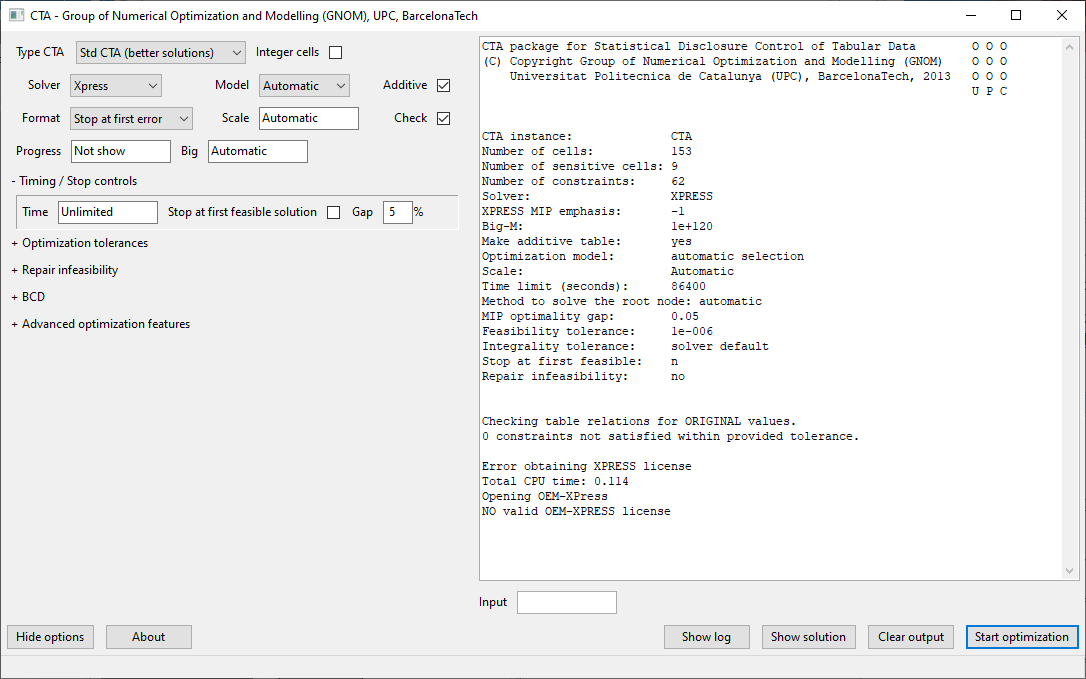 CTA - Group of Numerical Optimization and Modelling (GNOM), UPC, BarcelonaTech
Type CTA Std CTA (better solutions) Integer cells
Solver Xpress Model Automatic Additive
Format Stop at first error Scale Automatic Check
Progress Not show Big Automatic
- Timing / Stop controls
Time Unlimited Stop at first feasible solution Gap 5 %
+ Optimization tolerances
+ Repair infeasibility
+ BCD
+ Advanced optimization features
CTA package for Statistical Disclosure Control of Tabular Data O O O
(C) Copyright Group of Numerical Optimization and Modelling (GNOM) O O O
Universitat Politecnica de Catalunya (UPC), BarcelonaTech, 2013 O O O
U P C
CTA instance: CTA
Number of cells: 153
Number of sensitive cells: 9
Number of constraints: 62
Solver: XPRESS
XPRESS MIP emphasis: -1
Big-M: 1e+120
Make additive table: yes
Optimization model: automatic selection
Scale: Automatic
Time limit (seconds): 86400
Method to solve the root node: automatic
MIP optimality gap: 0.05
Feasibility tolerance: 1e-006
Integrality tolerance: solver default
Stop at first feasible: n
Repair infeasibility: no
Checking table relations for ORIGINAL values.
0 constraints not satisfied within provided tolerance.
Error obtaining XPRESS license
Total CPU time: 0.114
Opening OEM-XPress
NO valid OEM-XPRESS license
Input
Hide options About Show log Show solution Clear output Start optimization